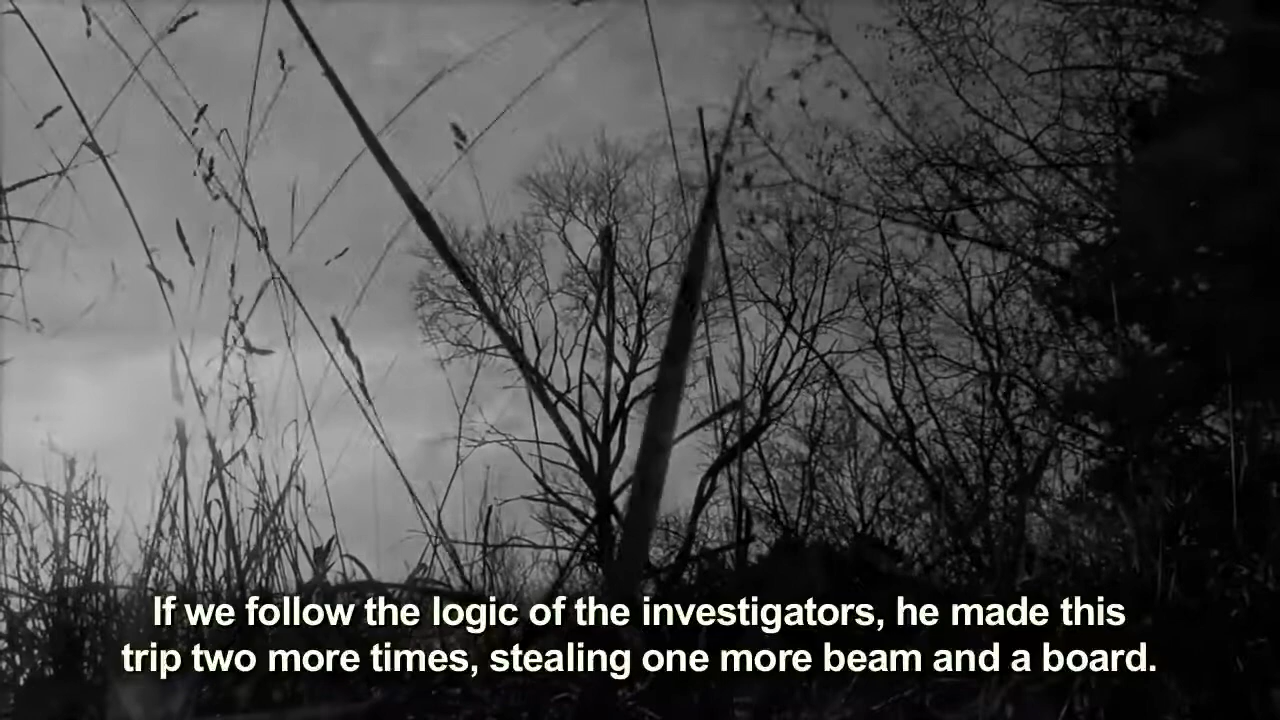 If we follow the logic of the investigators, he made this
trip two more times, stealing one more beam and a board.